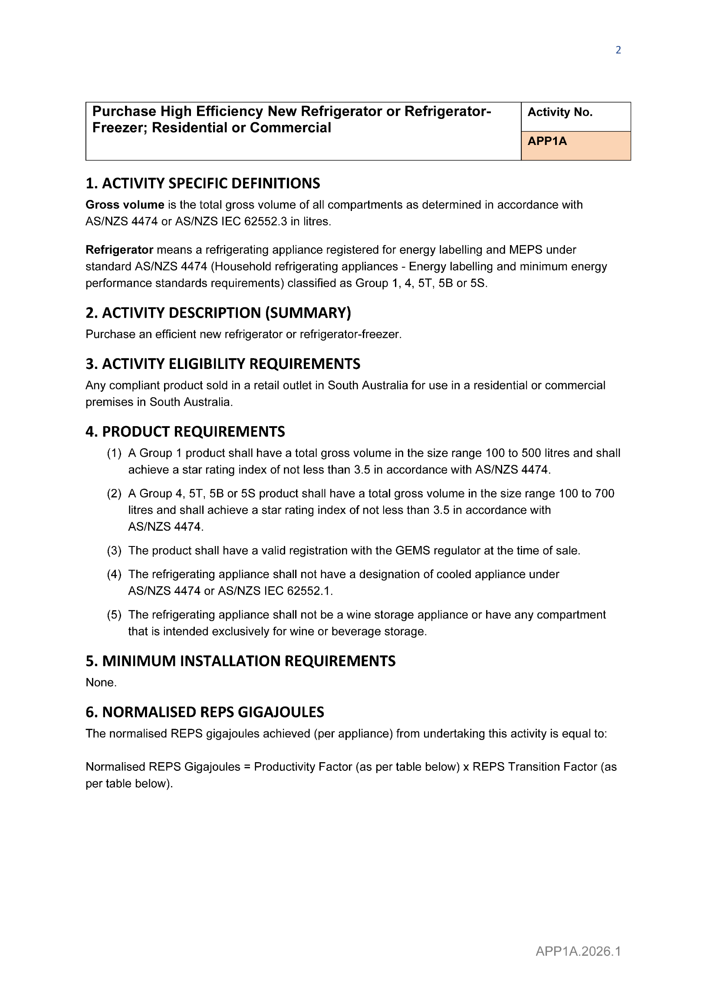 2
Purchase High Efficiency New Refrigerator or Refrigerator-
Freezer; Residential or Commercial
Activity No.
APP1A
1. ACTIVITY SPECIFIC DEFINITIONS
Gross volume is the total gross volume of all compartments as determined in accordance with
AS/NZS 4474 or AS/NZS IEC 62552.3 in litres.
Refrigerator means a refrigerating appliance registered for energy labelling and MEPS under
standard AS/NZS 4474 (Household refrigerating appliances - Energy labelling and minimum energy
performance standards requirements) classified as Group 1, 4, 5T, 5B or 5S.
2. ACTIVITY DESCRIPTION (SUMMARY)
Purchase an efficient new refrigerator or refrigerator-freezer.
3. ACTIVITY ELIGIBILITY REQUIREMENTS
Any compliant product sold in a retail outlet in South Australia for use in a residential or commercial
premises in South Australia.
4. PRODUCT REQUIREMENTS
(1) A Group 1 product shall have a total gross volume in the size range 100 to 500 litres and shall
achieve a star rating index of not less than 3.5 in accordance with AS/NZS 4474.
(2) A Group 4, 5T, 5B or 5S product shall have a total gross volume in the size range 100 to 700
litres and shall achieve a star rating index of not less than 3.5 in accordance with
AS/NZS 4474.
(3) The product shall have a valid registration with the GEMS regulator at the time of sale.
(4) The refrigerating appliance shall not have a designation of cooled appliance under
AS/NZS 4474 or AS/NZS IEC 62552.1.
(5) The refrigerating appliance shall not be a wine storage appliance or have any compartment
that is intended exclusively for wine or beverage storage.
5. MINIMUM INSTALLATION REQUIREMENTS
None.
6. NORMALISED REPS GIGAJOULES
The normalised REPS gigajoules achieved (per appliance) from undertaking this activity is equal to:
Normalised REPS Gigajoules = Productivity Factor (as per table below) x REPS Transition Factor (as
per table below).
APP1A.2026.1